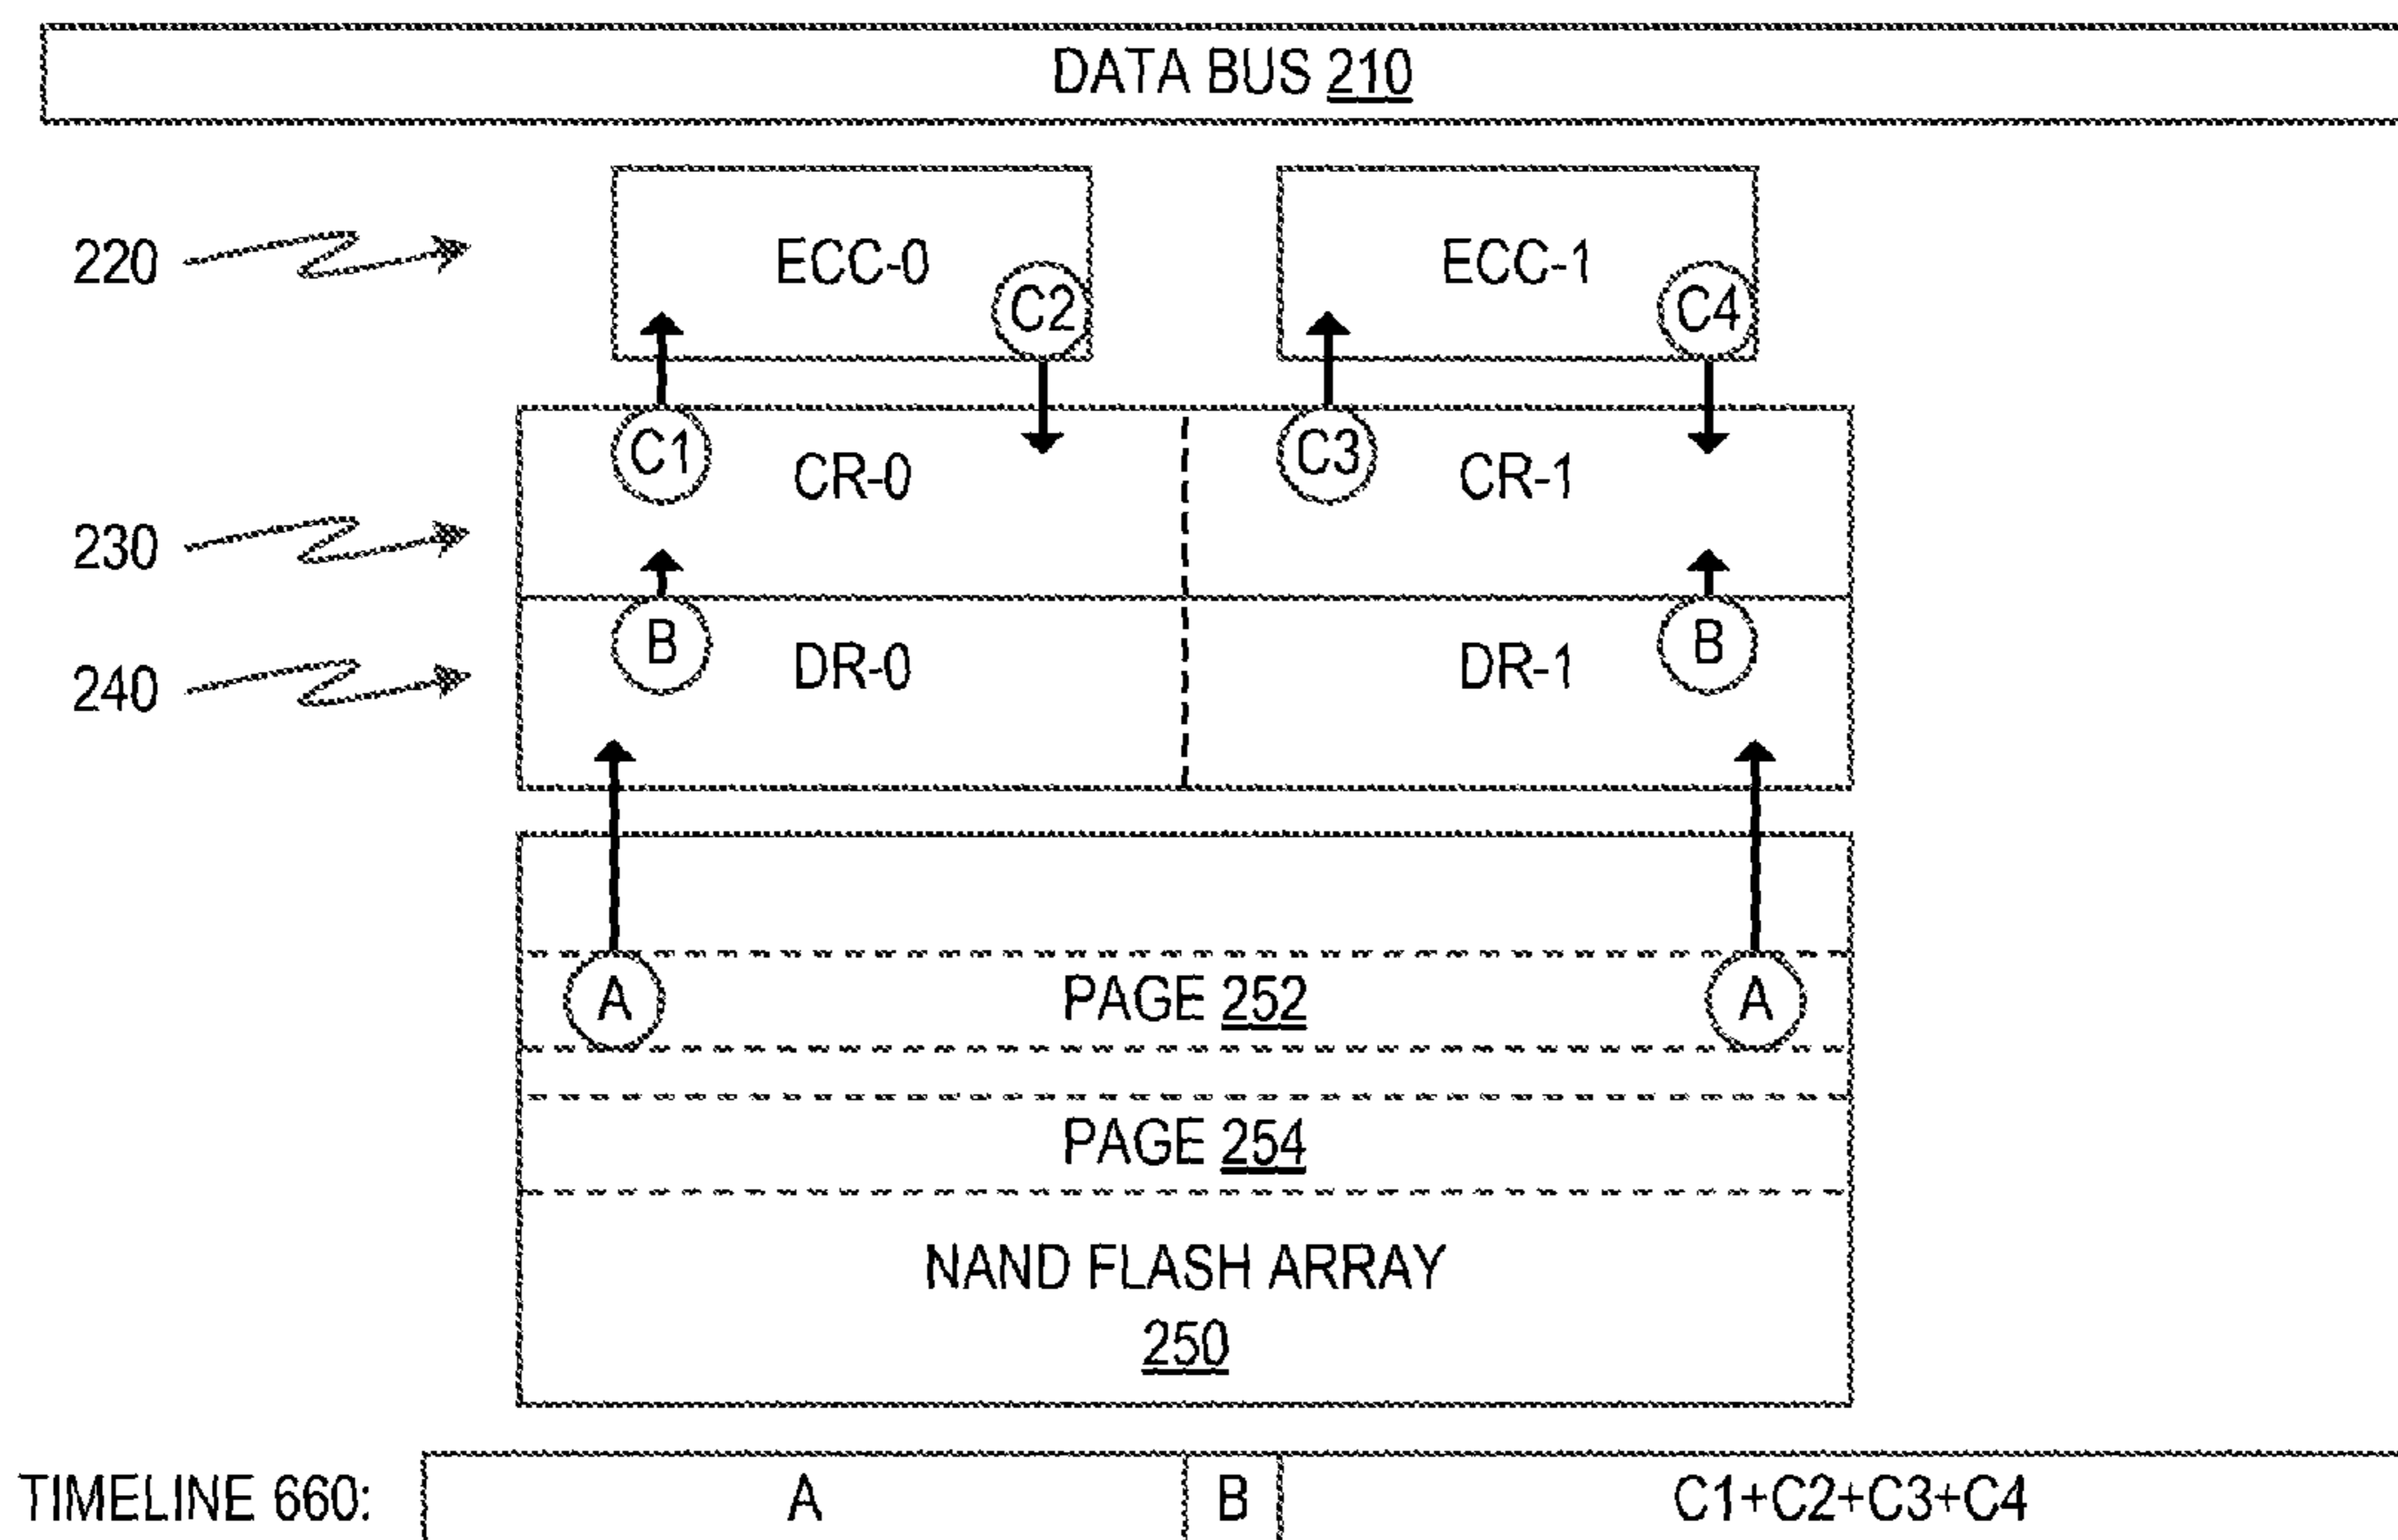 DATA BUS 210
220
ECC-0
C2
ECC-1
C4
230
C1
CR-0
C3
CR-1
240
B
DR-0
DR-1
B
A
PAGE 252
A
PAGE 254
NAND FLASH ARRAY
250
TIMELINE 660:
A
B
C1+C2+C3+C4